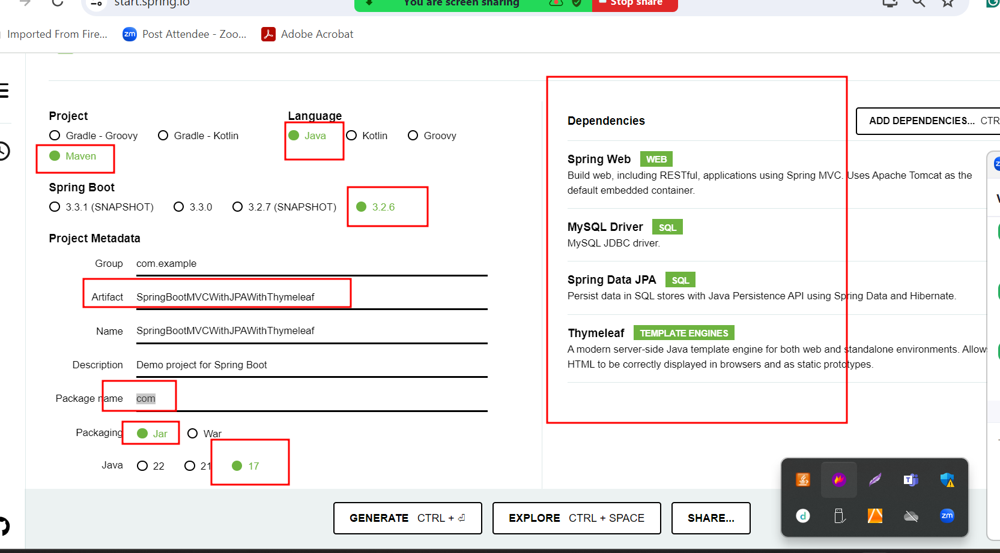 start.spring.io
You are screen sharing
Stop share
Imported From Fire...
zm Post Attendee - Zoo...
Adobe Acrobat
Project
Gradle - Groovy
Gradle - Kotlin
Maven
Language
Java
Kotlin
Groovy
Spring Boot
3.3.1 (SNAPSHOT)
3.3.0
3.2.7 (SNAPSHOT)
3.2.6
Project Metadata
Group com.example
Artifact SpringBootMVCWithJPAWithThymeleaf
Name SpringBootMVCWithJPAWithThymeleaf
Description Demo project for Spring Boot
Package name com
Packaging Jar War
Java 22 21 17
Dependencies
ADD DEPENDENCIES... CTR
Spring Web WEB
Build web, including RESTful, applications using Spring MVC. Uses Apache Tomcat as the
default embedded container.
MySQL Driver SQL
MySQL JDBC driver.
Spring Data JPA SQL
Persist data in SQL stores with Java Persistence API using Spring Data and Hibernate.
Thymeleaf TEMPLATE ENGINES
A modern server-side Java template engine for both web and standalone environments. Allow
HTML to be correctly displayed in browsers and as static prototypes.
GENERATE CTRL + ⏎
EXPLORE CTRL + SPACE
SHARE...
T
d
zm